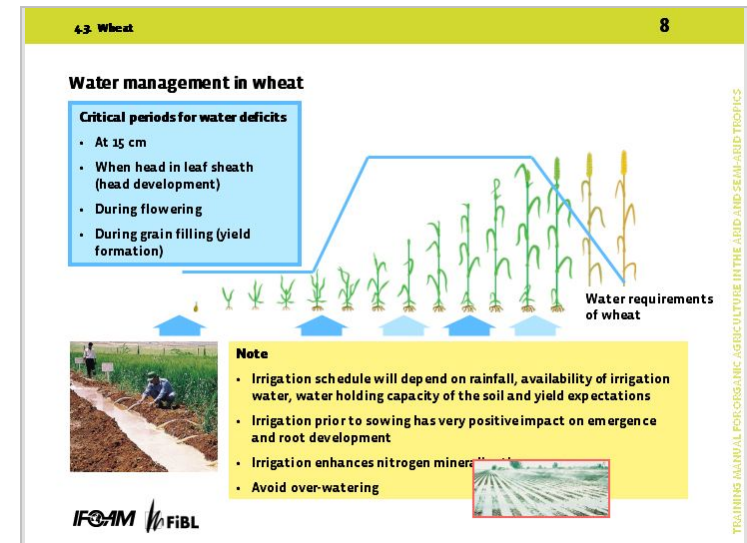 4.3. Wheat
8
Water management in wheat
Critical periods for water deficits
• At 15 cm
• When head in leaf sheath
(head development)
• During flowering
• During grain filling (yield
formation)
Water requirements
of wheat
Note
• Irrigation schedule will depend on rainfall, availability of irrigation
water, water holding capacity of the soil and yield expectations
• Irrigation prior to sowing has very positive impact on emergence
and root development
• Irrigation enhances nitrogen
• Avoid over-watering
IFOAM FiBL
TRAINING MANUAL FOR ORGANIC AGRICULTURE IN THE ARID AND SEMI-ARID TROPICS